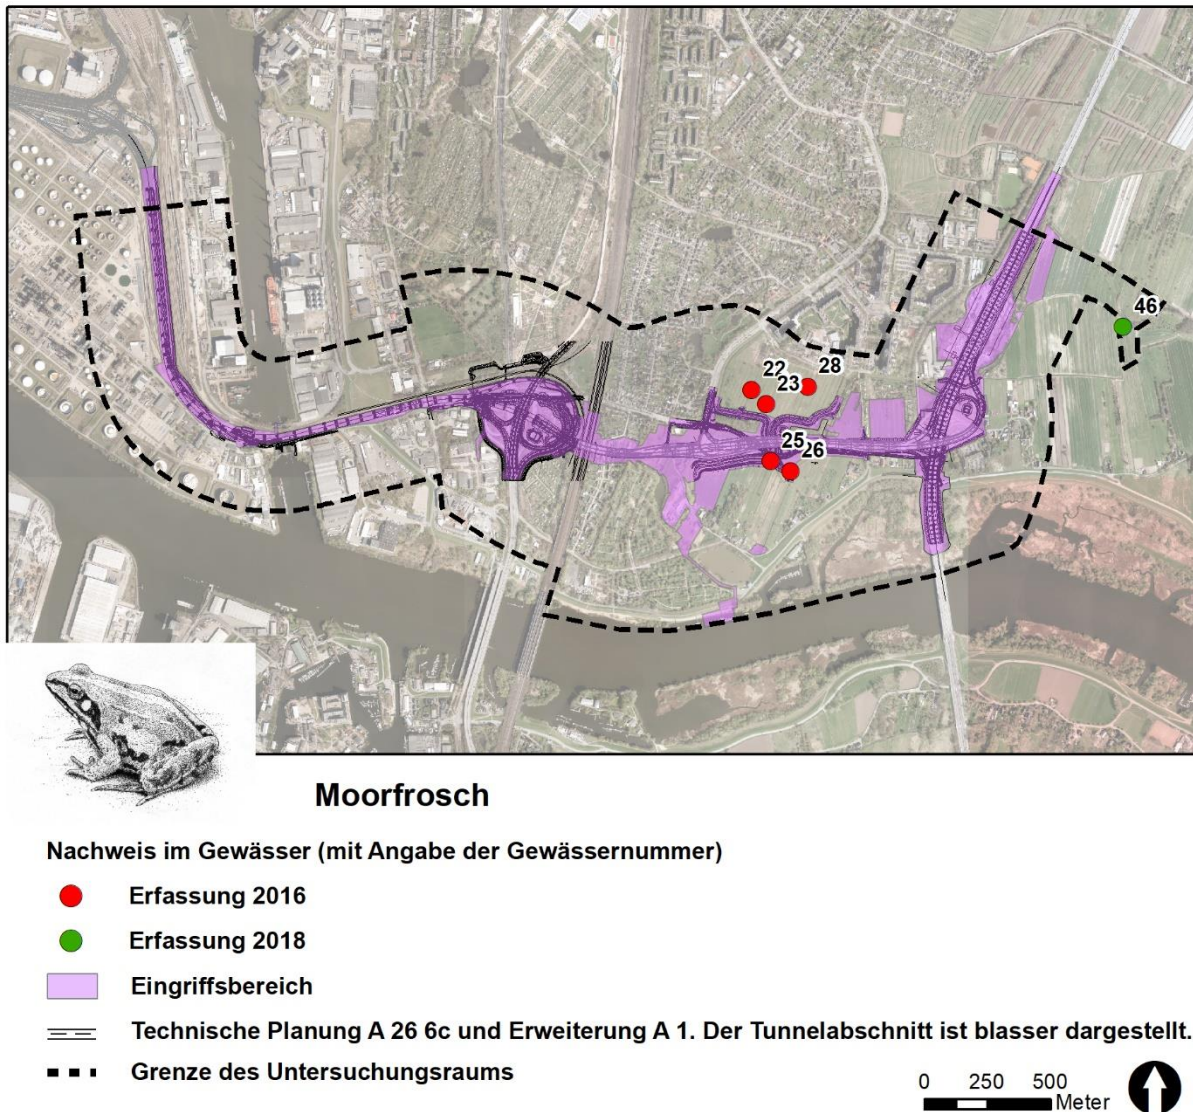 46
22
28
23
25
26
Moorfrosch
Nachweis im Gewässer (mit Angabe der Gewässernummer)
Erfassung 2016
Erfassung 2018
Eingriffsbereich
Technische Planung A 26 6c und Erweiterung A 1. Der Tunnelabschnitt ist blasser dargestellt.
Grenze des Untersuchungsraums
0 250 500
Meter